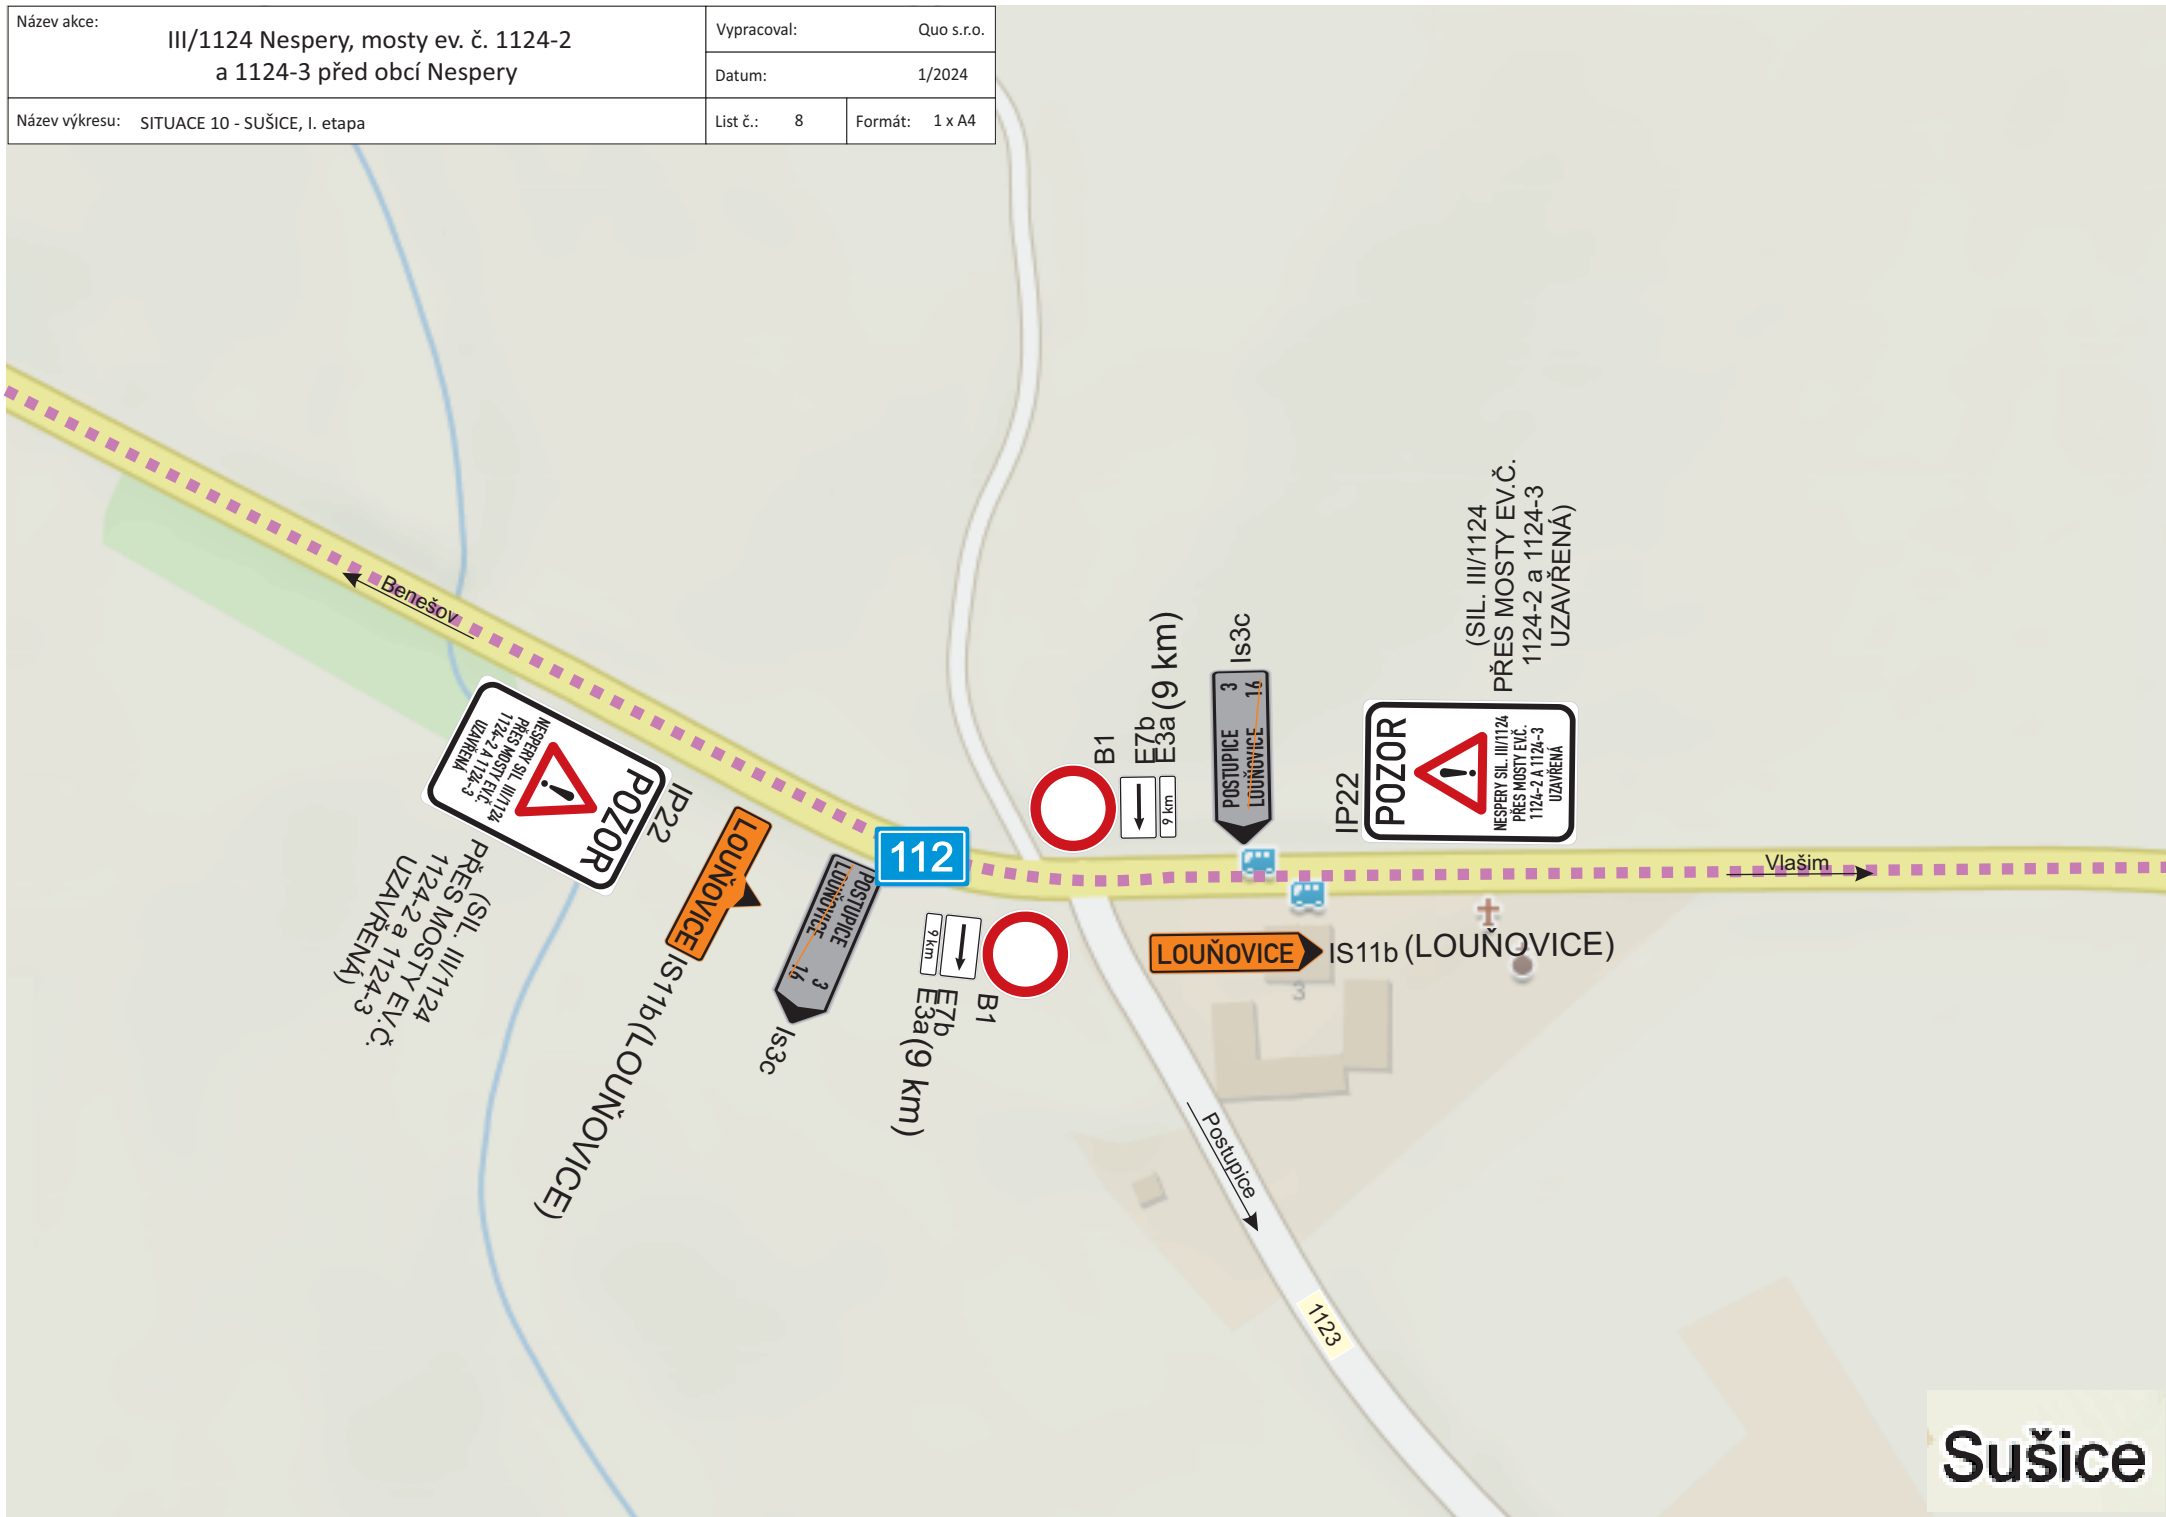 Název akce:
III/1124 Nespery, mosty ev. č. 1124-2
a 1124-3 před obcí Nespery
Vypracoval: Quo s.r.o.
Datum: 1/2024
Název výkresu: SITUACE 10 - SUŠICE, I. etapa
List č.: 8
Formát: 1 x A4
Benešov
POZOR
NESPERY SIL. III/1124
PŘES MOSTY EV.Č.
1124-2 A 1124-3
UZAVŘENÁ
IP22
(SIL. III/1124
PŘES MOSTY EV.Č.
1124-2 a 1124-3
UZAVŘENÁ)
LOUŇOVICE
IS11b (LOUŇOVICE)
POSTUPICE 3
LOUŇOVICE 16
Is3c
112
9 km
E3a (9 km)
E7b
B1
B1
E7b
E3a (9 km)
9 km
Is3c
POSTUPICE 3
LOUŇOVICE 16
IP22
POZOR
NESPERY SIL. III/1124
PŘES MOSTY EV.Č.
1124-2 A 1124-3
UZAVŘENÁ
(SIL. III/1124
PŘES MOSTY EV.Č.
1124-2 a 1124-3
UZAVŘENÁ)
Vlašim
LOUŇOVICE
IS11b (LOUŇOVICE)
3
Postupice
1123
Sušice